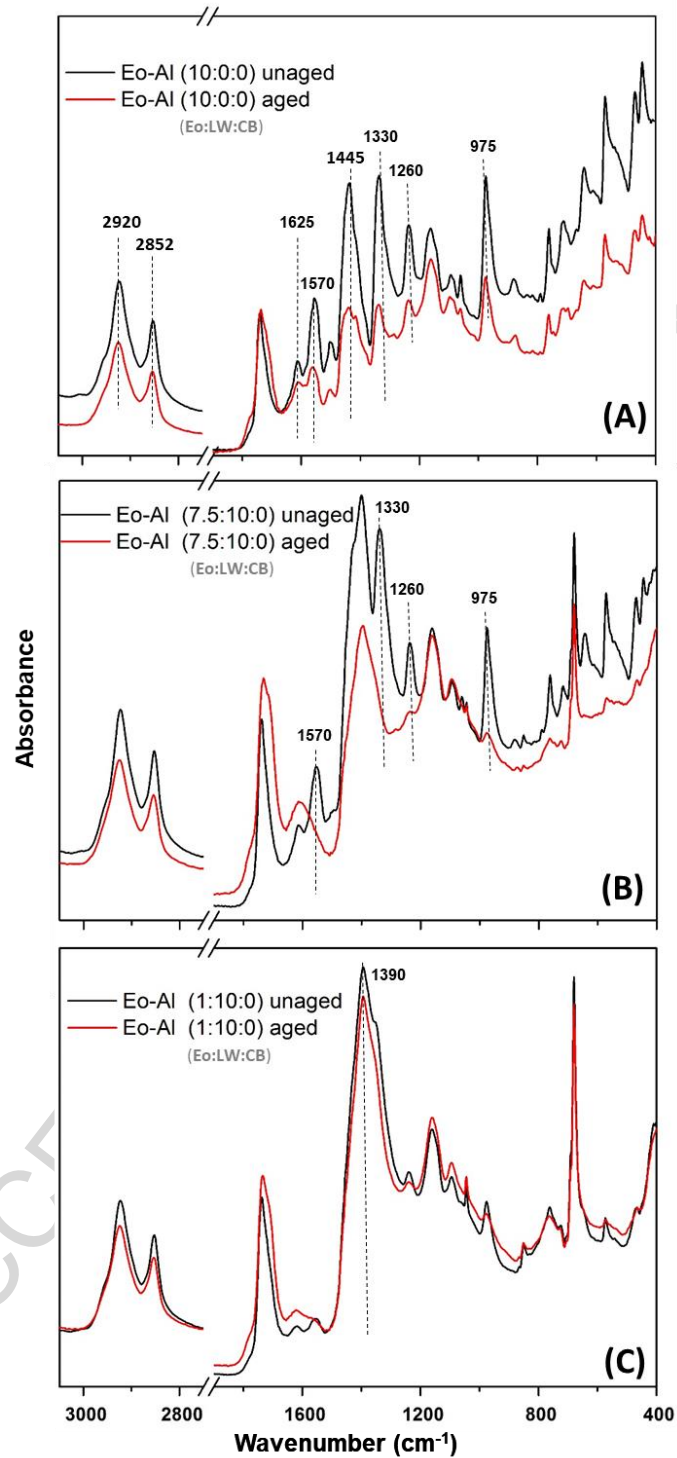 Eo-Al (10:0:0) unaged
Eo-Al (10:0:0) aged
(Eo:LW:CB)
2920
2852
1625
1570
1445
1330
1260
975
(A)
Eo-Al (7.5:10:0) unaged
Eo-Al (7.5:10:0) aged
(Eo:LW:CB)
1570
1330
1260
975
(B)
Absorbance
Eo-Al (1:10:0) unaged
Eo-Al (1:10:0) aged
(Eo:LW:CB)
1390
(C)
3000 2800 1600 1200 800 400
Wavenumber (cm⁻¹)